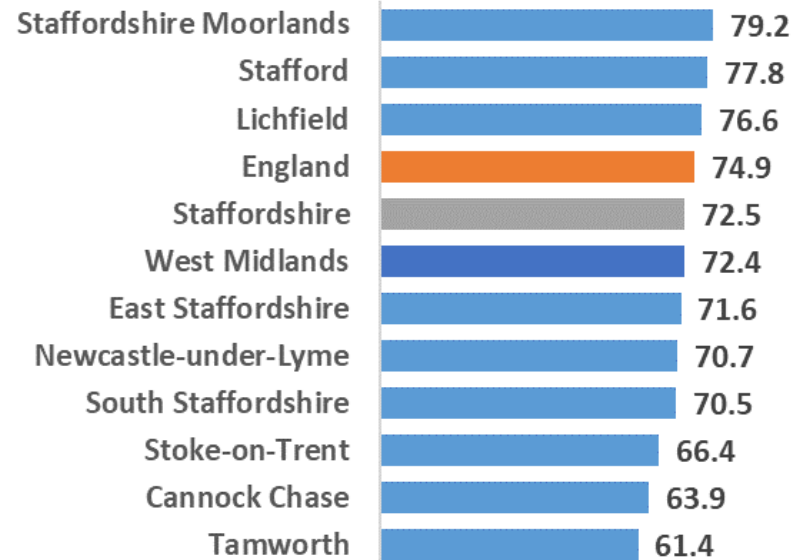 Staffordshire Moorlands 79.2
Stafford 77.8
Lichfield 76.6
England 74.9
Staffordshire 72.5
West Midlands 72.4
East Staffordshire 71.6
Newcastle-under-Lyme 70.7
South Staffordshire 70.5
Stoke-on-Trent 66.4
Cannock Chase 63.9
Tamworth 61.4